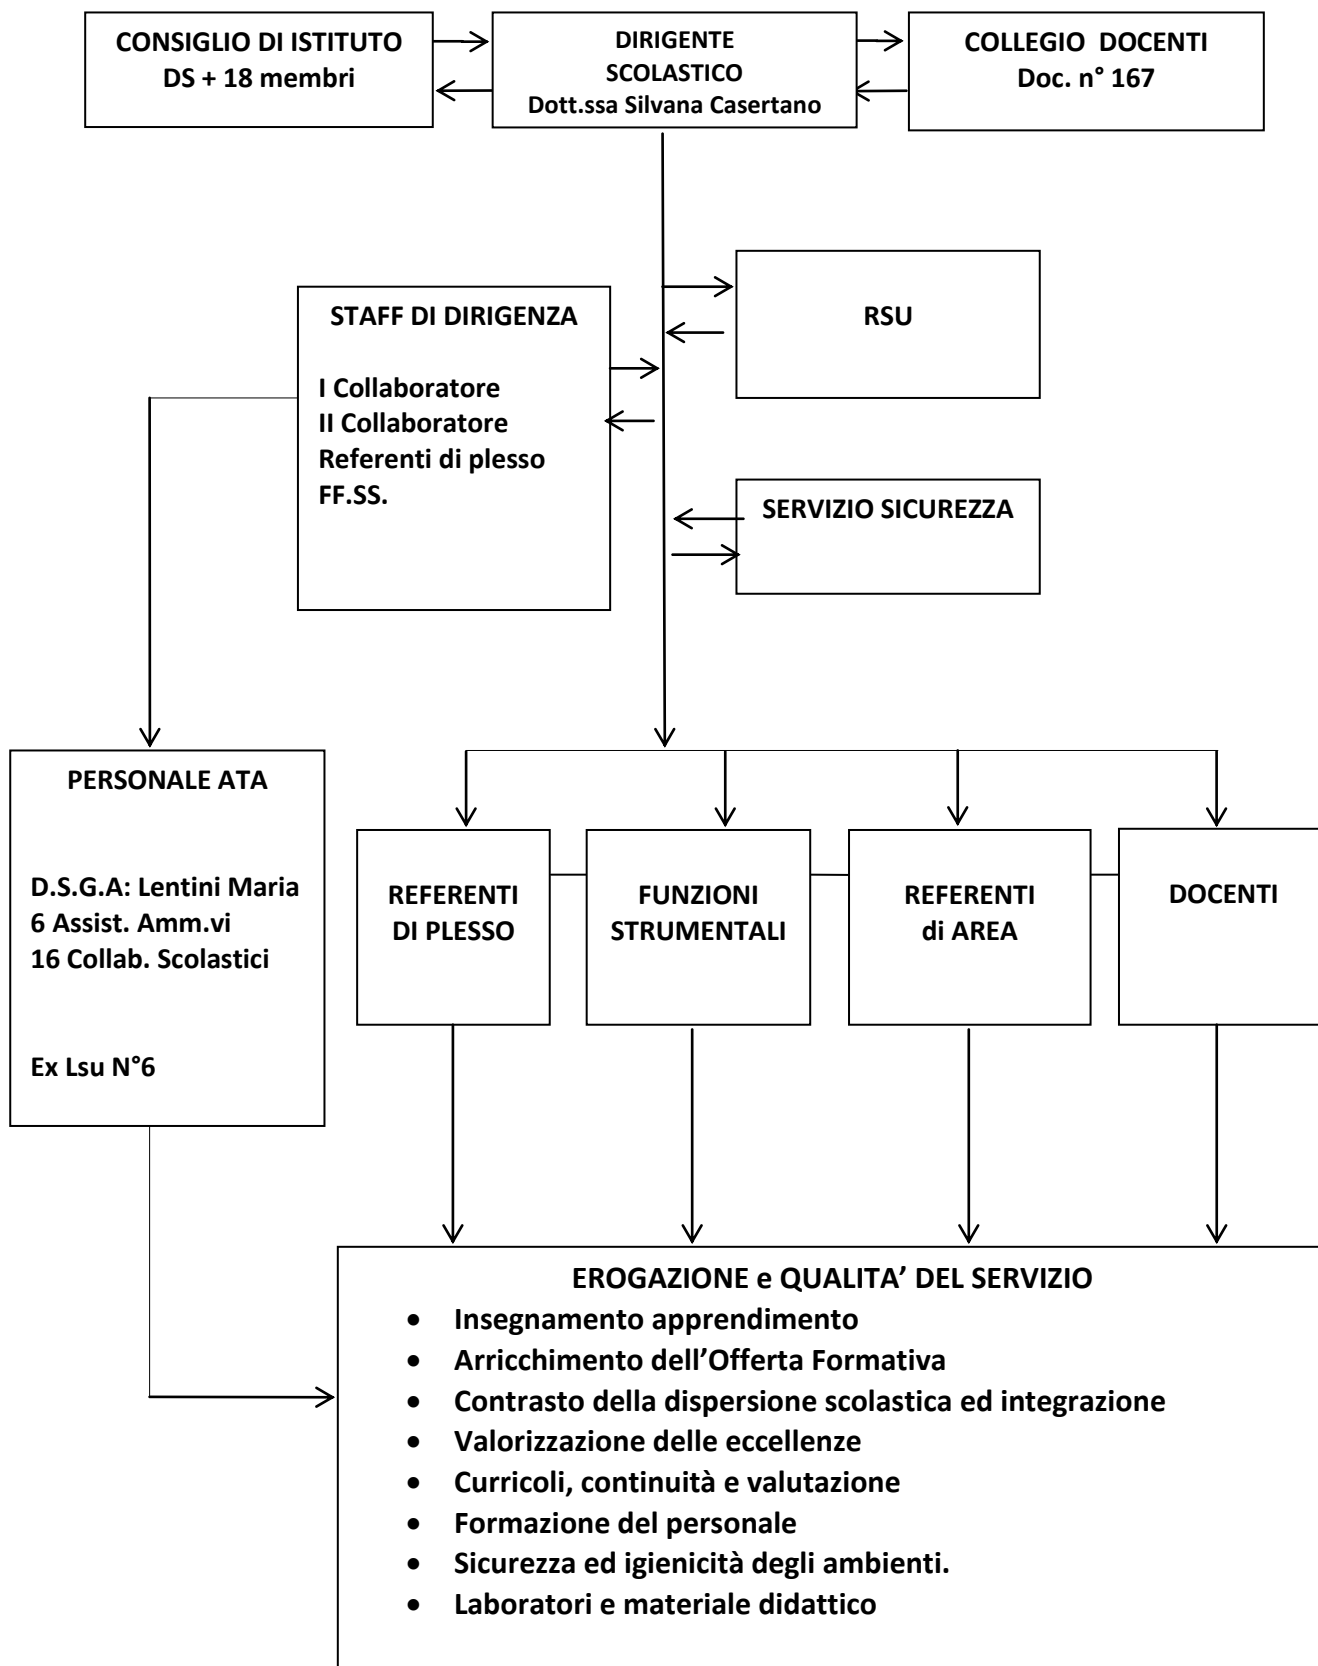 CONSIGLIO DI ISTITUTO
DS + 18 membri
DIRIGENTE
SCOLASTICO
Dott.ssa Silvana Casertano
COLLEGIO  DOCENTI
Doc. n° 167
RSU
STAFF DI DIRIGENZA
I Collaboratore
II Collaboratore
Referenti di plesso
FF.SS.
SERVIZIO SICUREZZA
PERSONALE ATA
D.S.G.A: Lentini Maria
6 Assist. Amm.vi
16 Collab. Scolastici
Ex Lsu N°6
REFERENTI
DI PLESSO
FUNZIONI
STRUMENTALI
REFERENTI
di AREA
DOCENTI
EROGAZIONE e QUALITA’ DEL SERVIZIO
• Insegnamento apprendimento
• Arricchimento dell’Offerta Formativa
• Contrasto della dispersione scolastica ed integrazione
• Valorizzazione delle eccellenze
• Curricoli, continuità e valutazione
• Formazione del personale
• Sicurezza ed igienicità degli ambienti.
• Laboratori e materiale didattico